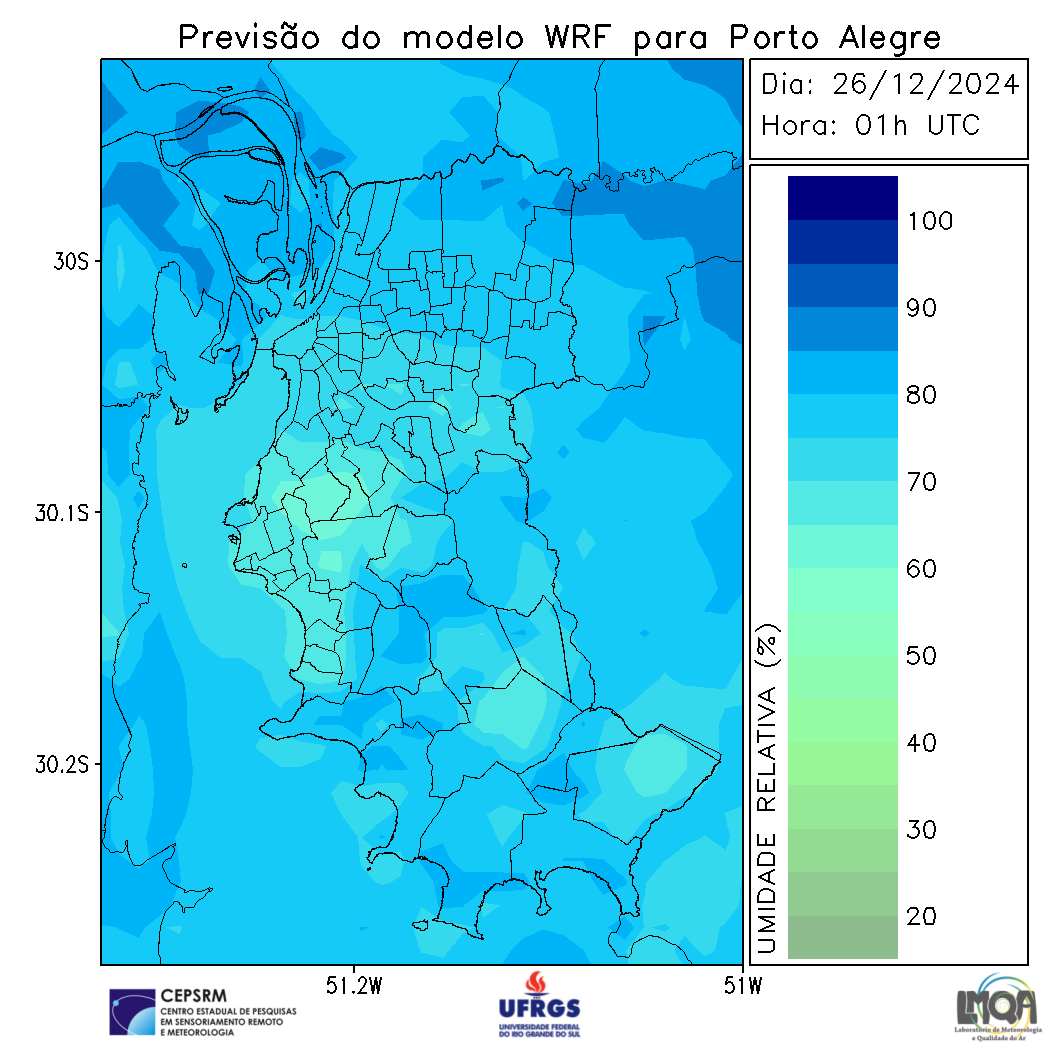 Previsão do modelo WRF para Porto Alegre
Dia: 26/12/2024
Hora: 01h UTC
30S
30.1S
30.2S
51.2W
51W
100
90
80
70
60
50
40
30
20
UMIDADE RELATIVA (%)
CEPSRM
CENTRO ESTADUAL DE PESQUISAS
EM SENSORIAMENTO REMOTO
E METEOROLOGIA
UFRGS
UNIVERSIDADE FEDERAL
DO RIO GRANDE DO SUL
LMQA
Laboratório de Meteorologia
e Qualidade do Ar